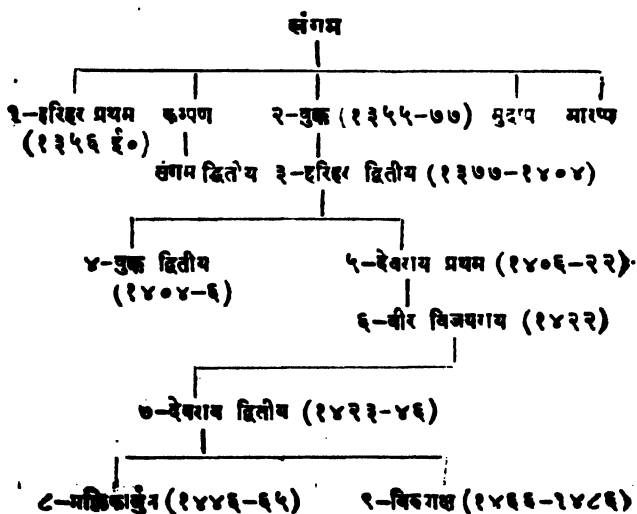 संगम
१-हरिहर प्रथम कम्पण २-वुक्क (१३५५-७७) मुदप्प मारप्प
(१३५६ ई०)
संगम द्वितीय ३-हरिहर द्वितीय (१३७७-१४०४)
४-वुक्क द्वितीय ५-देवराय प्रथम (१४०६-२२)
(१४०४-६)
६-वीर विजयराय (१४२२)
७-देवराय द्वितीय (१४२३-४६)
८-मल्लिकार्जुन (१४४६-६५) ९-विरुपाक्ष (१४६६-१४८६)